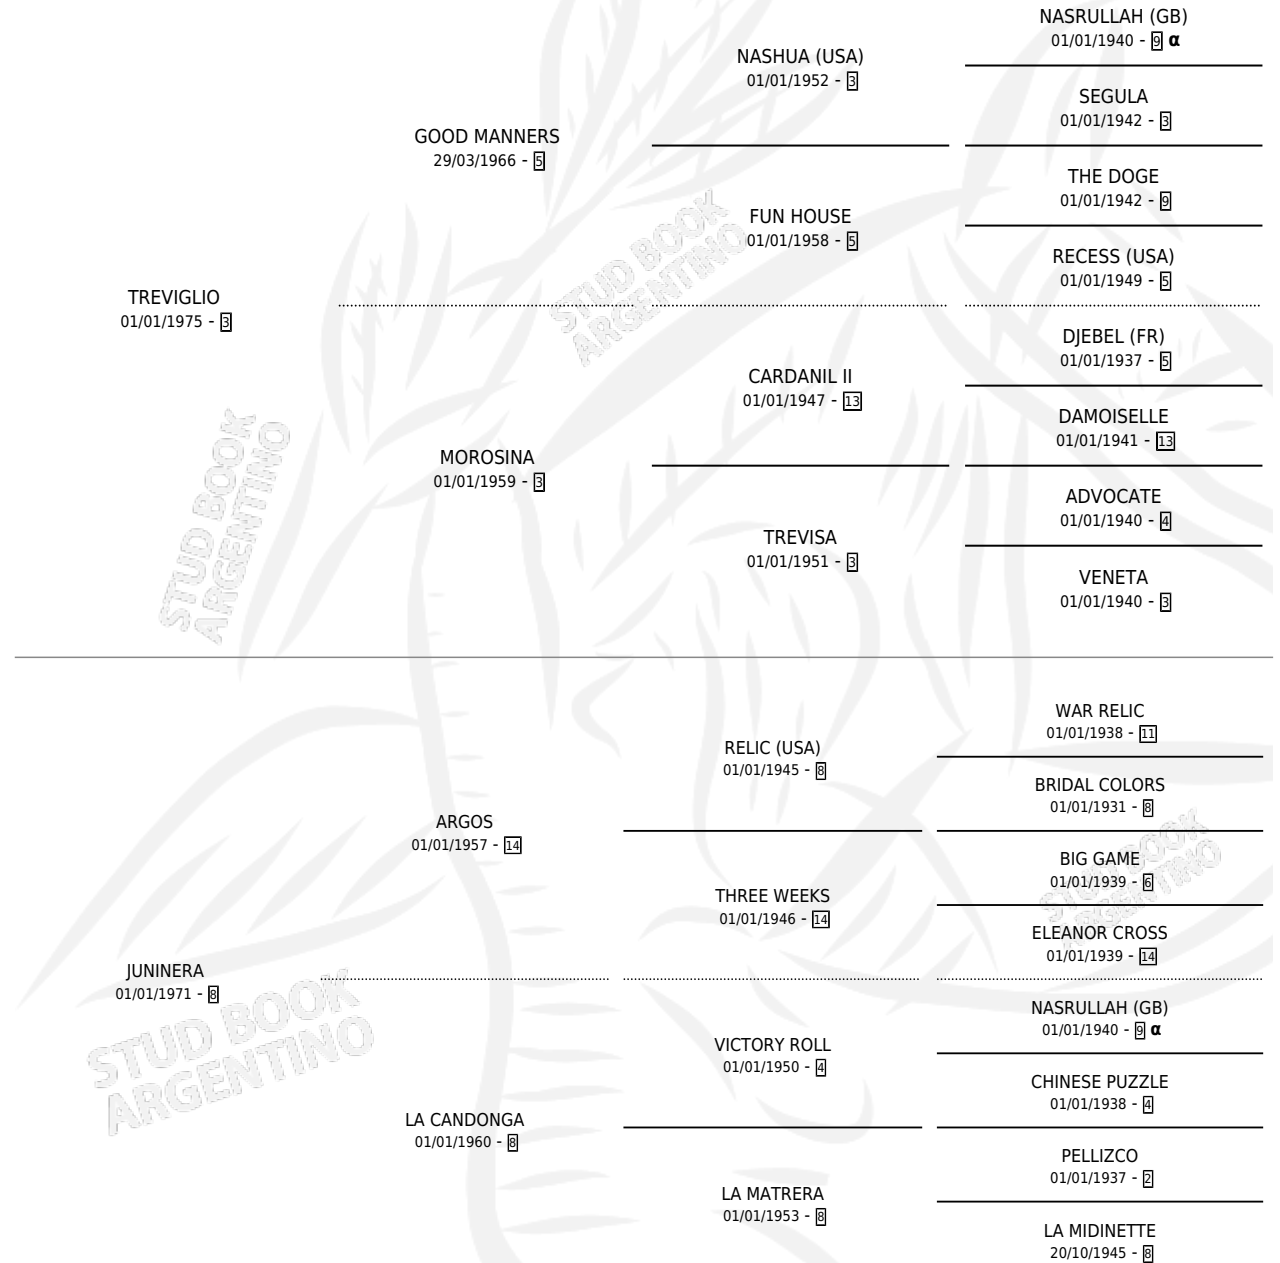 NASRULLAH (GB)
01/01/1940 - 9 α
NASHUA (USA)
01/01/1952 - 3
SEGULA
01/01/1942 - 3
GOOD MANNERS
29/03/1966 - 5
THE DOGE
01/01/1942 - 9
FUN HOUSE
01/01/1958 - 5
RECESS (USA)
01/01/1949 - 5
TREVIGLIO
01/01/1975 - 3
DJEBEL (FR)
01/01/1937 - 5
CARDANIL II
01/01/1947 - 13
DAMOISELLE
01/01/1941 - 13
MOROSINA
01/01/1959 - 3
ADVOCATE
01/01/1940 - 4
TREVISA
01/01/1951 - 3
VENETA
01/01/1940 - 3
WAR RELIC
01/01/1938 - 11
RELIC (USA)
01/01/1945 - 8
BRIDAL COLORS
01/01/1931 - 8
ARGOS
01/01/1957 - 14
BIG GAME
01/01/1939 - 6
THREE WEEKS
01/01/1946 - 14
ELEANOR CROSS
01/01/1939 - 14
JUNINERA
01/01/1971 - 8
NASRULLAH (GB)
01/01/1940 - 9 α
VICTORY ROLL
01/01/1950 - 4
CHINESE PUZZLE
01/01/1938 - 4
LA CANDONGA
01/01/1960 - 8
PELLIZCO
01/01/1937 - 2
LA MATRERA
01/01/1953 - 8
LA MIDINETTE
20/10/1945 - 8
STUD BOOK
ARGENTINO
STUD BOOK
ARGENTINO
STUD BOOK
ARGENTINO
STUD BOOK
ARGENTINO